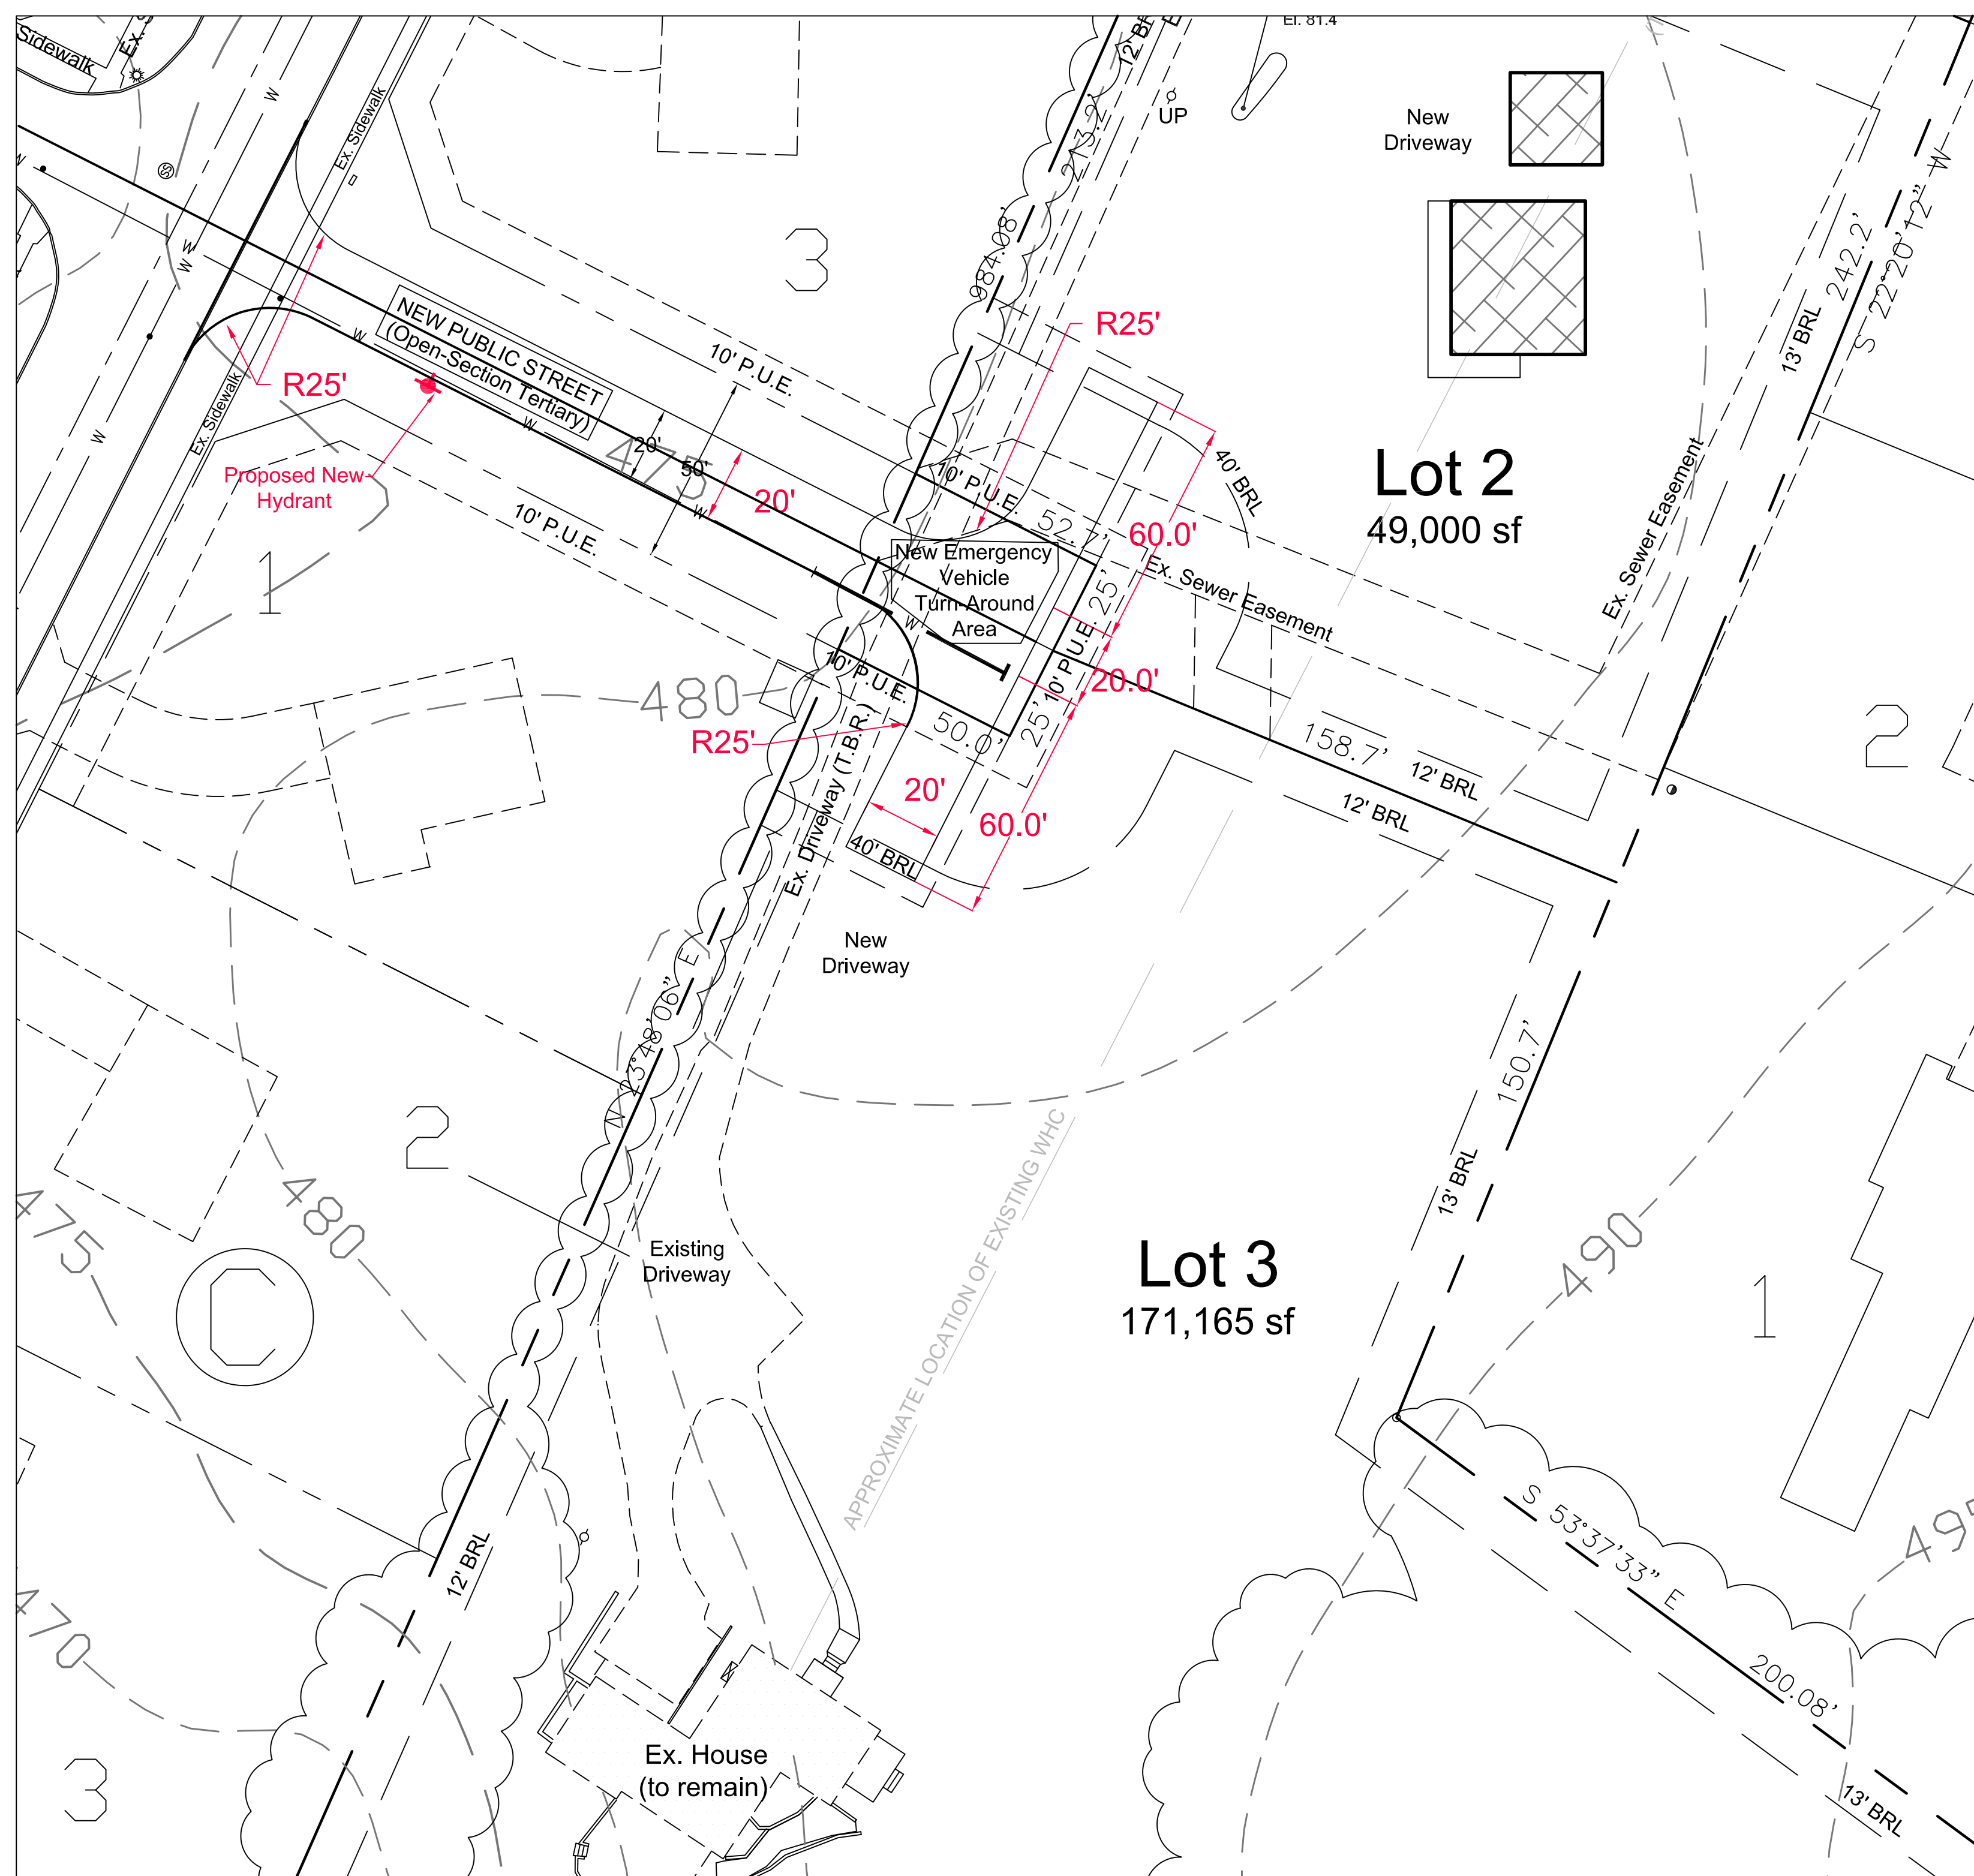 Sidewalk
12' BRL
El. 81.4
UP
213.2'
Ex. Sidewalk
W
W
W
SS
New
Driveway
984.08'
3
242.2'
13' BRL
S 22°20'12" W
W
W
NEW PUBLIC STREET
(Open-Section Tertiary)
W
10' P.U.E.
R25'
R25'
Ex. Sidewalk
W
W
20'
50'
475
20'
Proposed New
Hydrant
10' P.U.E.
W
10' P.U.E.
52.7'
40' BRL
60.0'
Lot 2
49,000 sf
Ex. Sewer Easement
New Emergency
Vehicle
Turn-Around
Area
W
25'
Ex. Sewer Easement
1
10' P.U.E.
10' P.U.E.
20.0'
480
25'
50.0'
R25'
158.7'
12' BRL
12' BRL
2
20'
60.0'
Ex. Driveway (T.B.R.)
40' BRL
New
Driveway
N 23°48'06" E
150.7'
2
13' BRL
480
475
C
Existing
Driveway
APPROXIMATE LOCATION OF EXISTING WHC
Lot 3
171,165 sf
490
1
12' BRL
S 53°37'33" E
495
470
200.08'
Ex. House
(to remain)
3
13' BRL